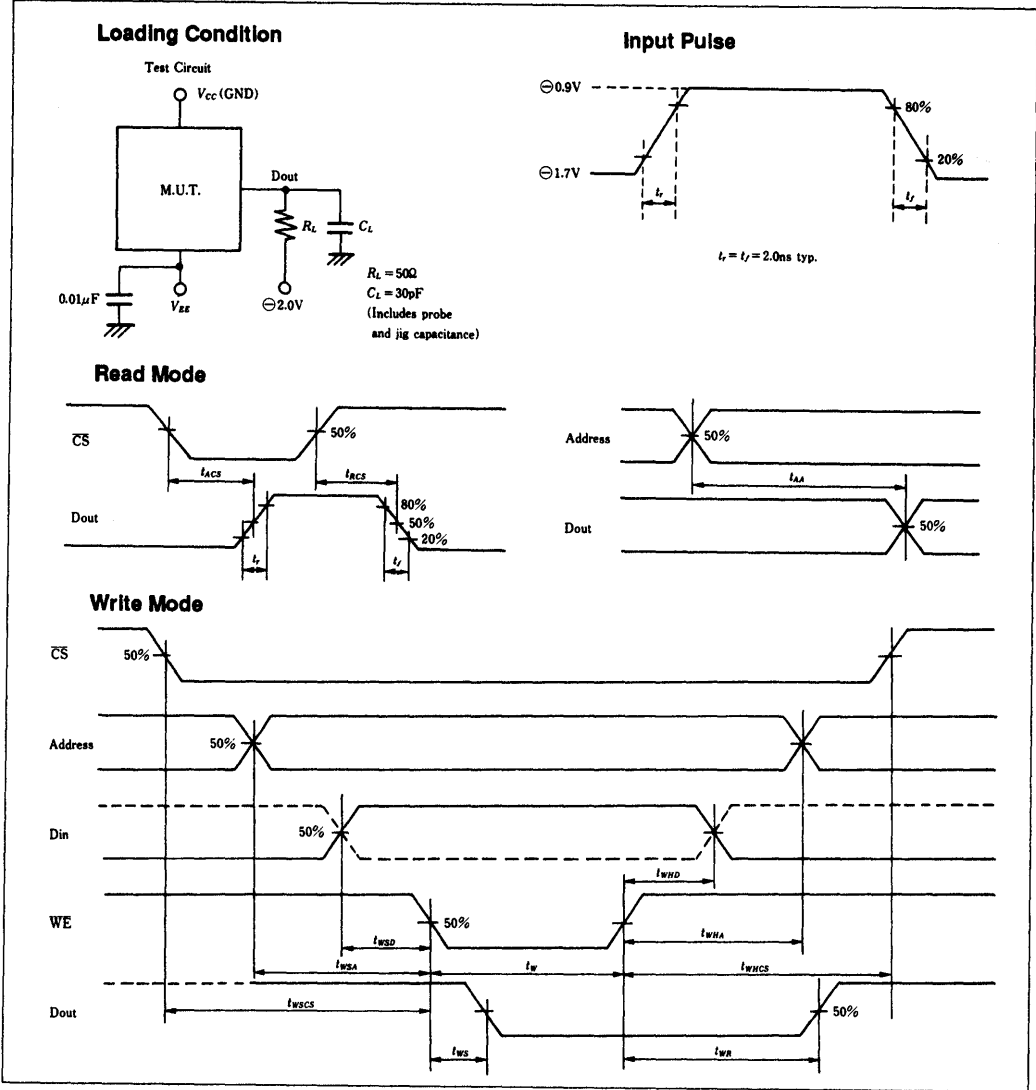 Loading Condition
Test Circuit
VCC (GND)
M.U.T.
Dout
RL
CL
0.01μF
VEE
⊖2.0V
RL = 50Ω
CL = 30pF
(Includes probe
and jig capacitance)
Input Pulse
⊖0.9V
80%
20%
⊖1.7V
tr
tf
tr = tf = 2.0ns typ.
Read Mode
CS
50%
tACS
tRCS
Dout
80%
50%
20%
tr
tf
Address
50%
tAA
Dout
50%
Write Mode
CS
50%
Address
50%
Din
50%
tWHD
WE
50%
tWSD
tWHA
tWSA
tW
tWHCS
tWSCS
Dout
50%
tWS
tWR